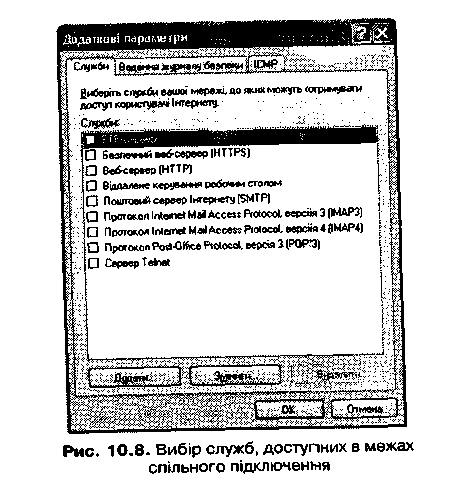 Додаткові параметри
Служби Ведення журналу безпеки ICMP
Виберіть служби вашої мережі, до яких можуть отримувати
доступ користувачі Інтернету.
Служби:
Безпечний веб-сервер (HTTPS)
Веб-сервер (HTTP)
Віддалене керування робочим столом
Поштовий сервер Інтернету (SMTP)
Протокол Internet Mail Access Protocol, версія 3 (IMAP3)
Протокол Internet Mail Access Protocol, версія 4 (IMAP4)
Протокол Post-Office Protocol, версія 3 (POP3)
Сервер Telnet
Додати... Змінити... Видалити
OK Отмена
Рис. 10.8. Вибір служб, доступних в межах
спільного підключення